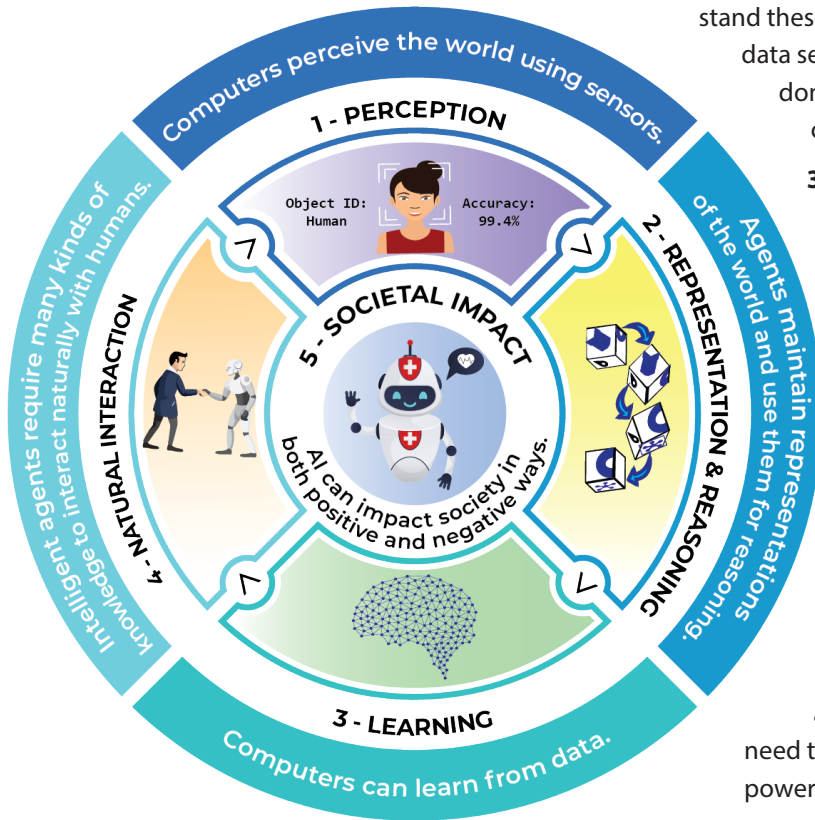 Computers perceive the world using sensors.
1 - PERCEPTION
Object ID:
Human
Accuracy:
99.4%
Agents maintain representations
of the world and use them for reasoning.
2 - REPRESENTATION & REASONING
3 - LEARNING
Computers can learn from data.
Intelligent agents require many kinds of
knowledge to interact naturally with humans.
4 - NATURAL INTERACTION
5 - SOCIETAL IMPACT
AI can impact society in
both positive and negative ways.
stand these
data se
don
3
need t
power